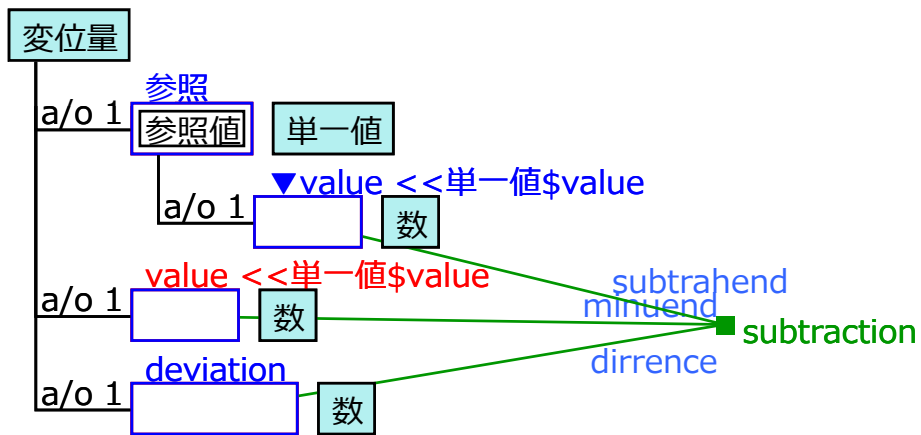 変位量
参照
a/o 1
参照値
単一値
▼value <<単一値$value
a/o 1
数
value <<単一値$value
a/o 1
数
subtrahend
minuend
subtraction
dirrence
deviation
a/o 1
数